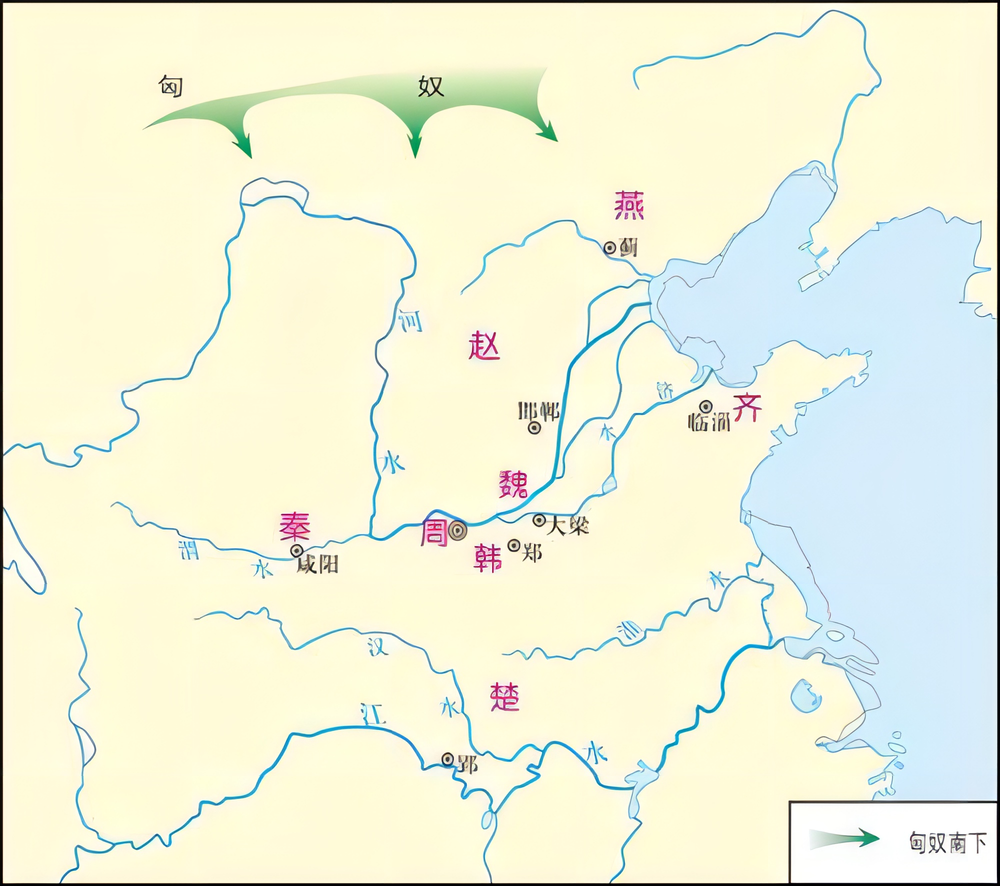 匈 奴
燕
蓟
河
赵
济
邯郸
齐
临淄
水
水
魏
秦
周
大梁
韩
郑
渭
水
咸阳
水
淮
汉
楚
水
江
水
郢
匈奴南下